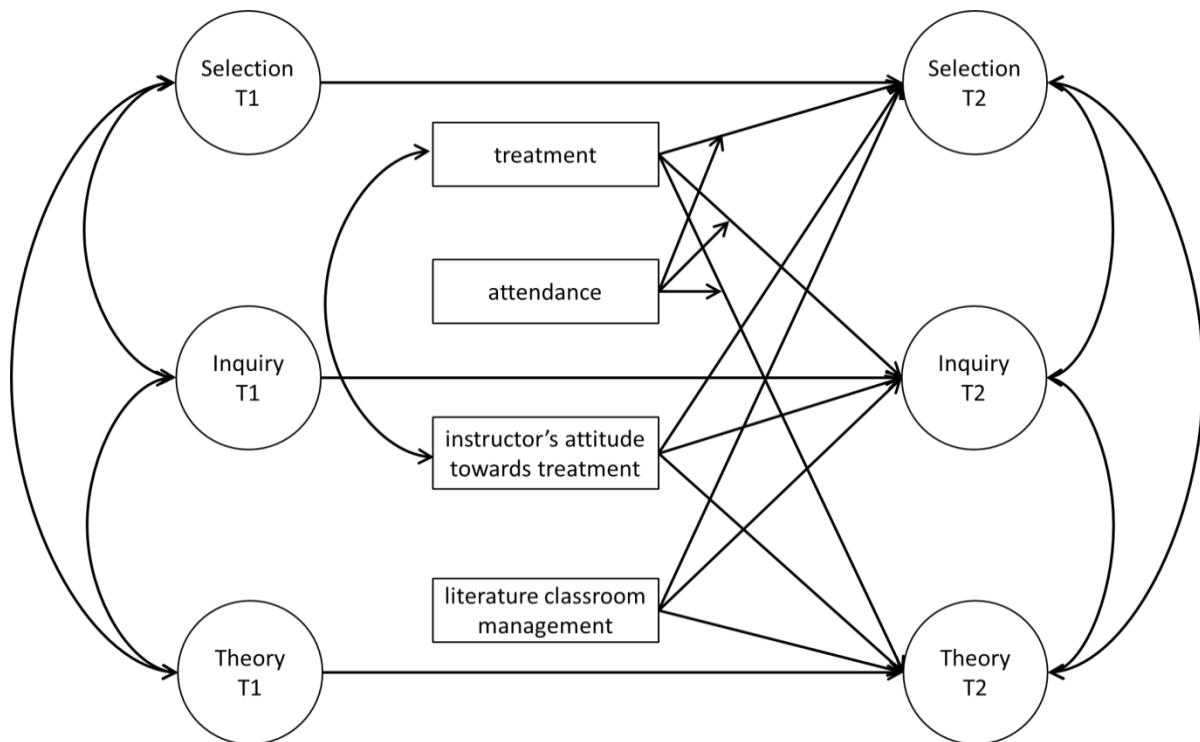 Selection
T1
Selection
T2
treatment
attendance
Inquiry
T1
Inquiry
T2
instructor's attitude
towards treatment
literature classroom
management
Theory
T1
Theory
T2